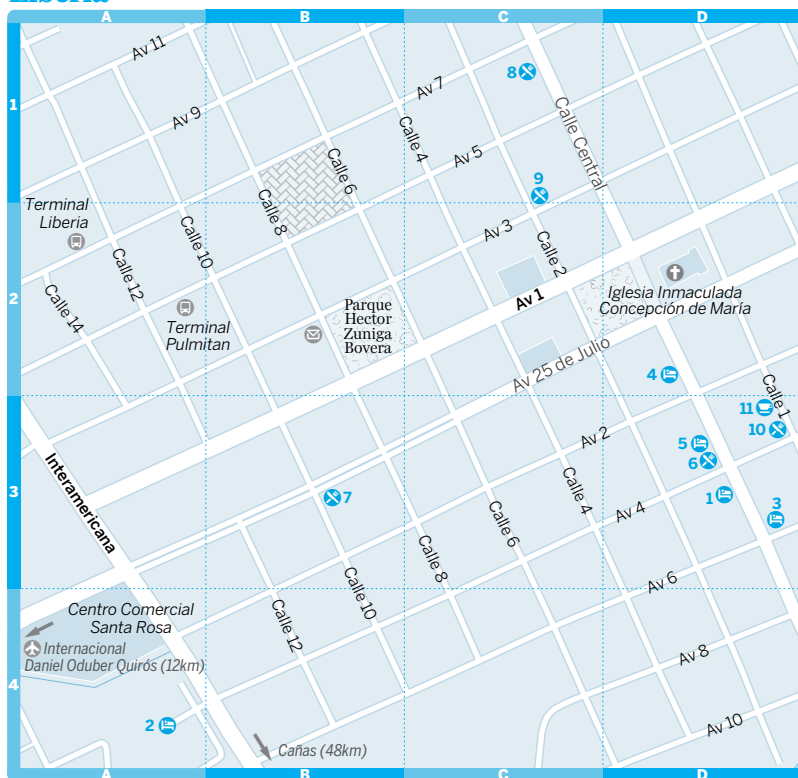 Liberia
A B C D
1
2
3
4
Av 11
Av 9
Av 7
Av 5
Calle Central
8
9
Calle 4
Calle 6
Calle 8
Calle 10
Calle 12
Calle 14
Terminal
Liberia
Terminal
Pulmitan
Av 3
Calle 2
Av 1
Parque
Hector
Zuniga
Bovera
Iglesia Inmaculada
Concepción de María
Av 25 de Julio
4
Calle 1
11
10
5
6
1
3
Interamericana
7
Av 2
Av 4
Calle 4
Calle 6
Calle 8
Calle 10
Calle 12
Av 6
Av 8
Av 10
Centro Comercial
Santa Rosa
Internacional
Daniel Oduber Quirós (12km)
2
Cañas (48km)
A B C D